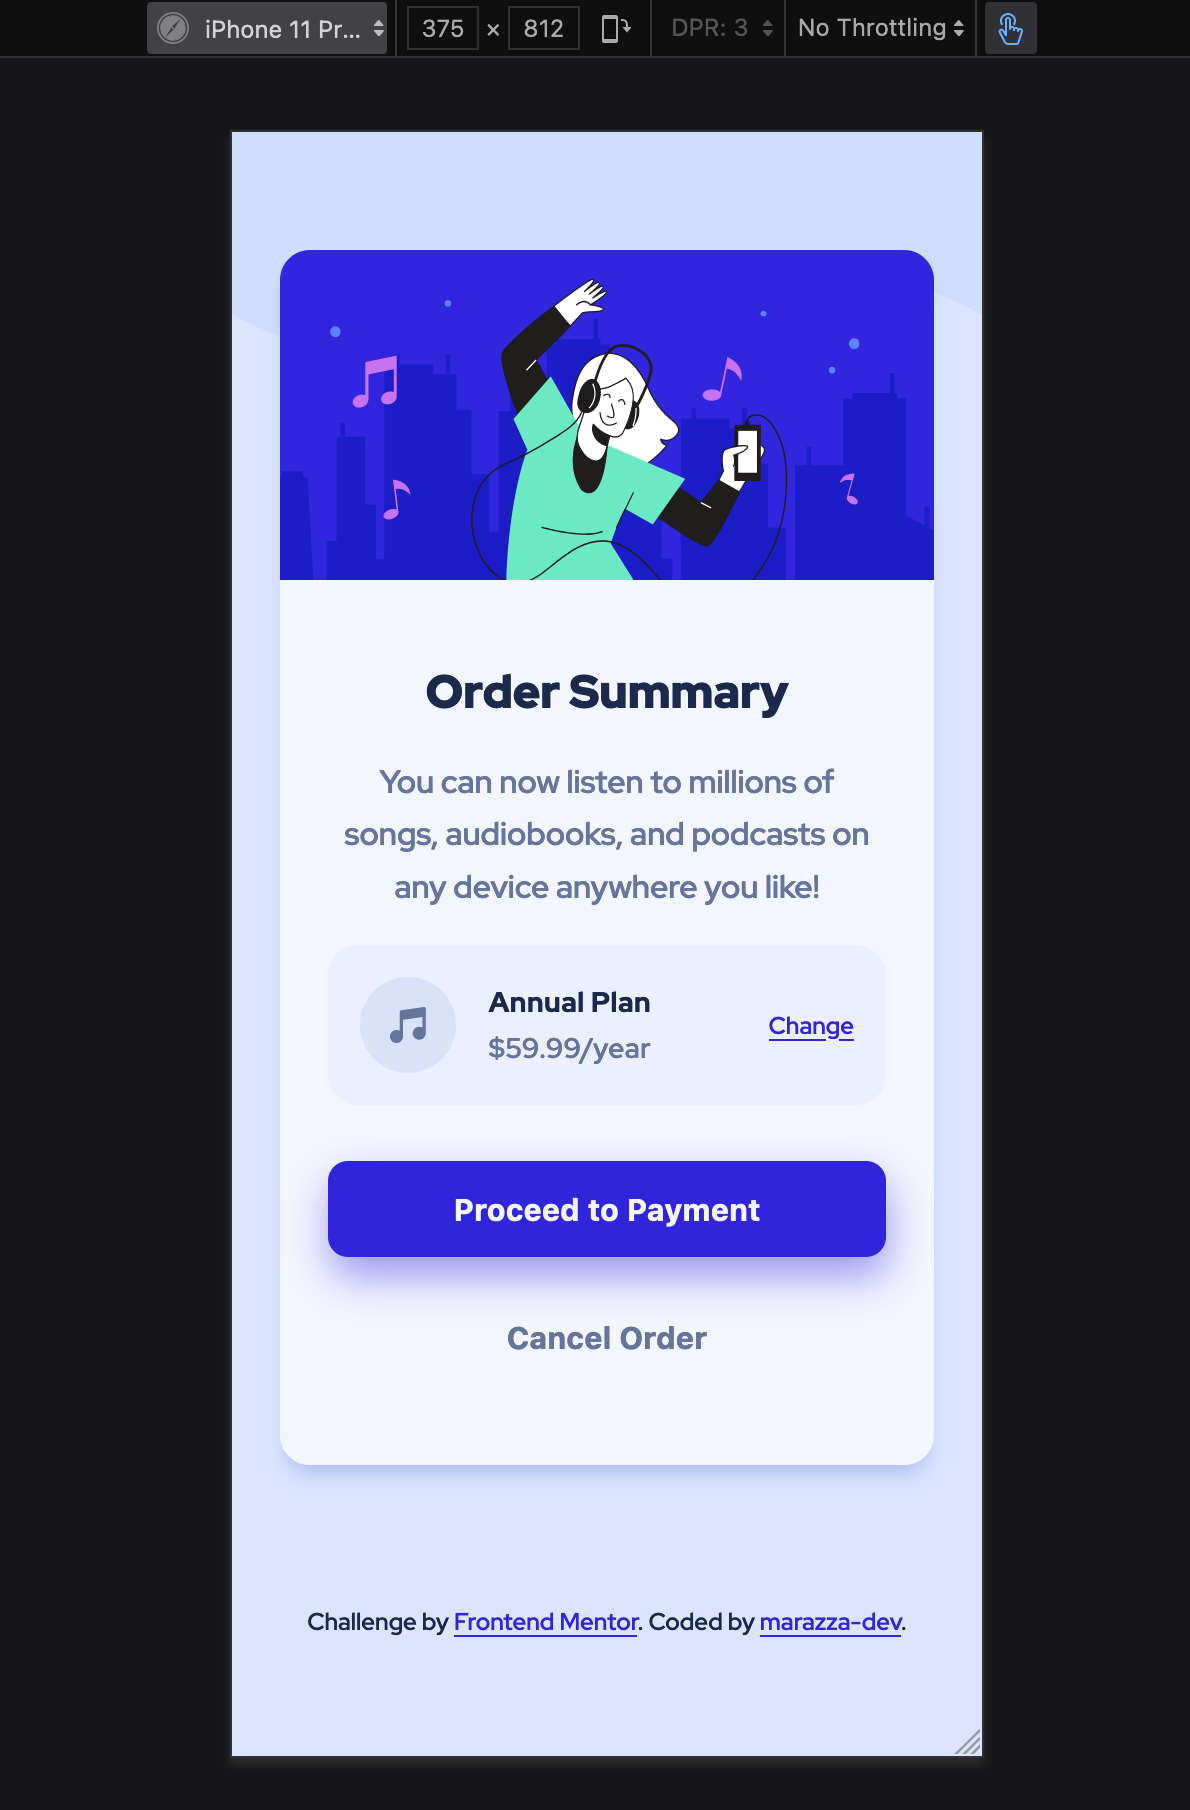 iPhone 11 Pr... 375 × 812 DPR: 3 No Throttling
Order Summary
You can now listen to millions of
songs, audiobooks, and podcasts on
any device anywhere you like!
Annual Plan
$59.99/year
Change
Proceed to Payment
Cancel Order
Challenge by Frontend Mentor. Coded by marazza-dev.